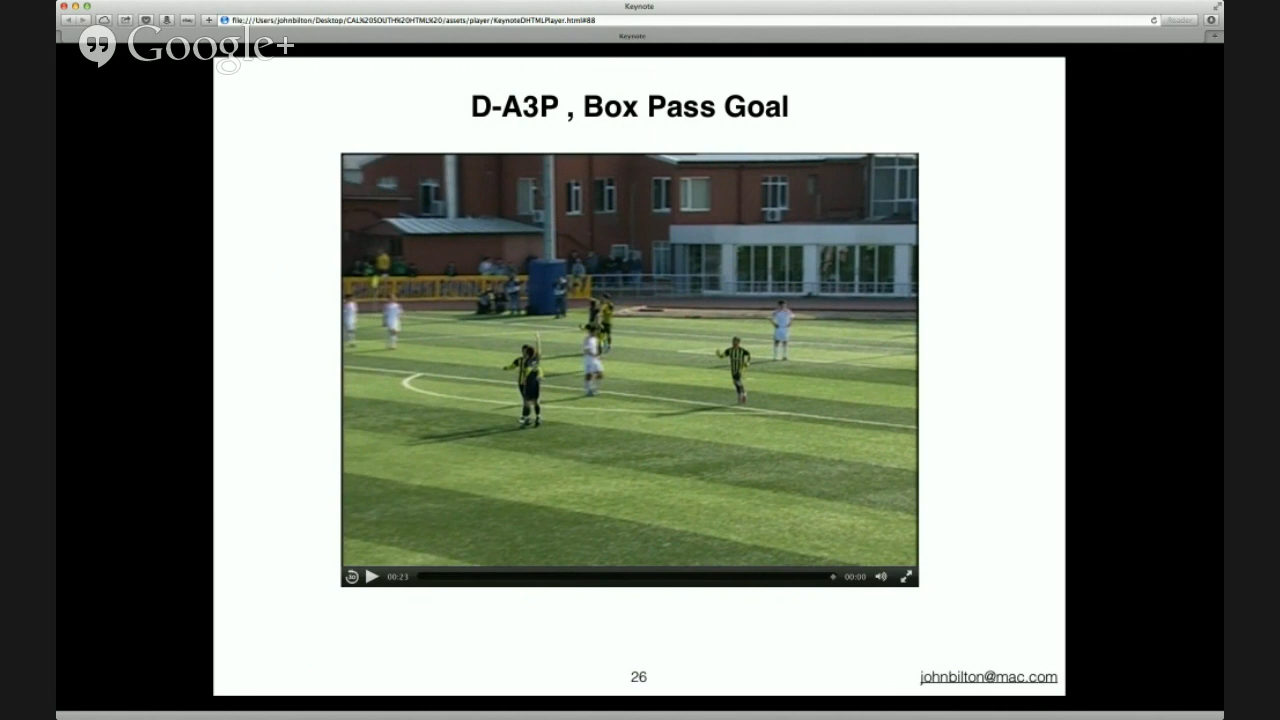 Keynote
file:///Users/johnbilton/Desktop/CAL%20SOUTH%20HTML%20/assets/player/KeynoteDHTMLPlayer.html#88
Reader
Keynote
Google+
D-A3P , Box Pass Goal
30
00:23
00:00
26
johnbilton@mac.com